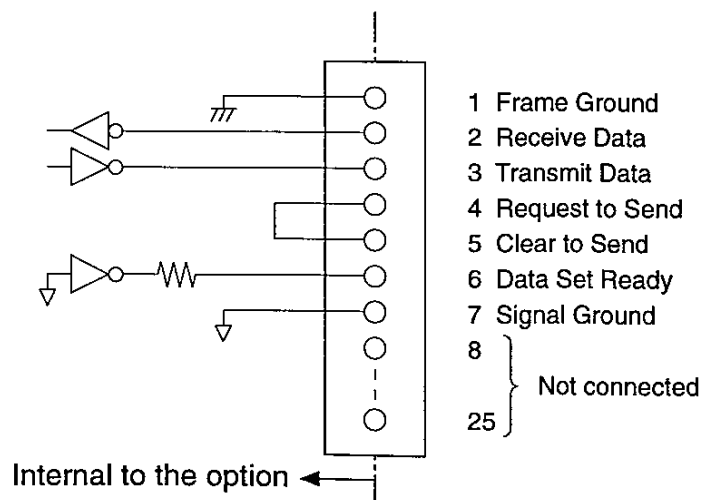 1 Frame Ground
2 Receive Data
3 Transmit Data
4 Request to Send
5 Clear to Send
6 Data Set Ready
7 Signal Ground
8
Not connected
25
Internal to the option